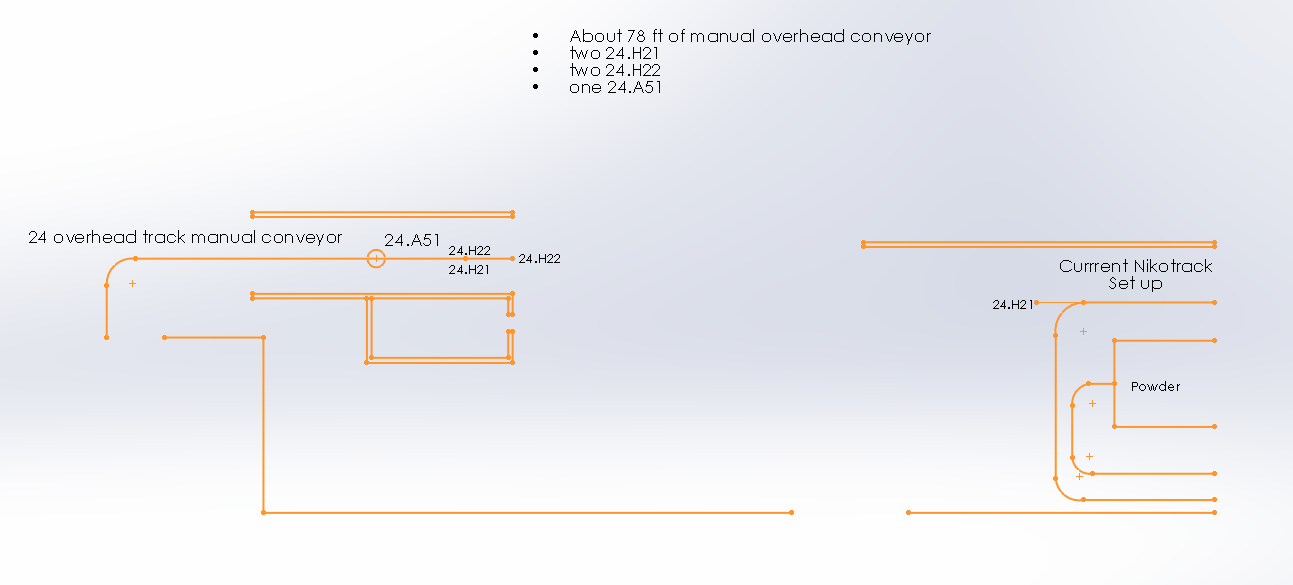 • About 78 ft of manual overhead conveyor
• two 24.H21
• two 24.H22
• one 24.A51
24 overhead track manual conveyor
24.A51
24.H22
24.H22
24.H21
Currrent Nikotrack
Set up
24.H21
Powder